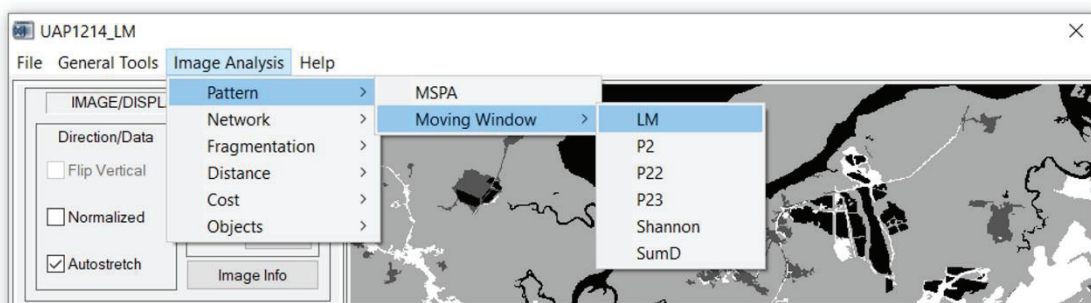 UAP1214_LM
File General Tools Image Analysis Help
IMAGE/DISPL
Direction/Data
Flip Vertical
Normalized
Autostretch
Image Info
Pattern
Network
Fragmentation
Distance
Cost
Objects
MSPA
Moving Window
LM
P2
P22
P23
Shannon
SumD